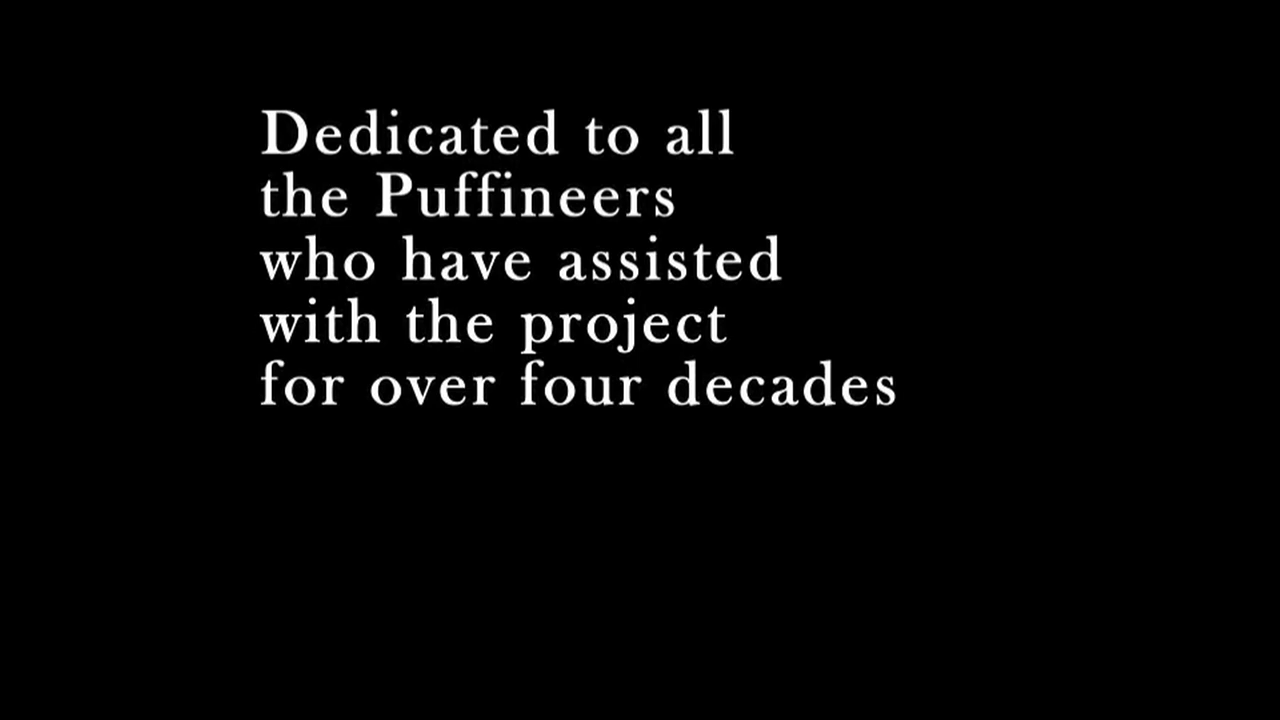 Dedicated to all
the Puffineers
who have assisted
with the project
for over four decades